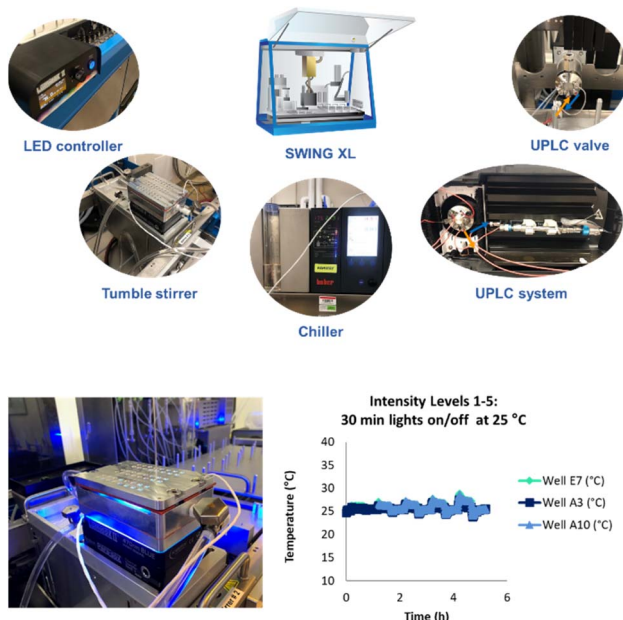 LED controller
SWING XL
UPLC valve
Tumble stirrer
Chiller
UPLC system
huber
Intensity Levels 1-5:
30 min lights on/off at 25 °C
Temperature (°C)
40
35
30
25
20
15
10
0
2
4
6
Time (h)
Well E7 (°C)
Well A3 (°C)
Well A10 (°C)